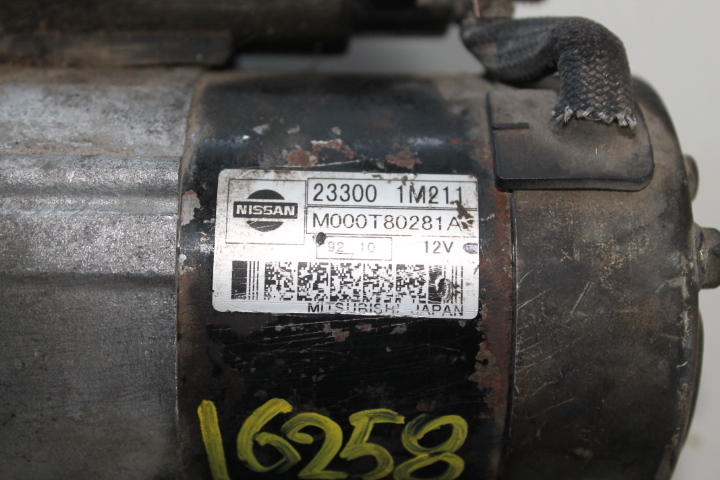 NISSAN
23300 1M211
M000T80281A
92 10 12V
MITSUBISHI JAPAN
16258